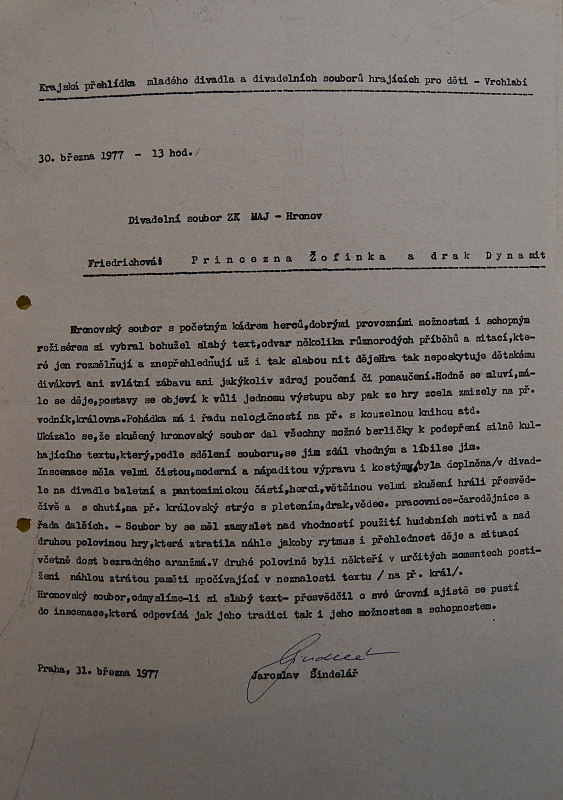 Krajská přehlídka mladého divadla a divadelních souborů hrajících pro děti - Vrchlabí
30. března 1977 - 13 hod.
Divadelní soubor ZK MAJ - Hronov
Friedrichová: Princezna Žofinka a drak Dynamit
Hronovský soubor s početným kádrem herců,dobrými provozními možnostmi i schopným
režisérem si vybral bohužel slabý text,odvar několika různorodých příběhů a sitací,kte-
ré jen rozmělňují a znepřehledňují už i tak slabou nit dějeHra tak neposkytuje dětskému
divákovi ani zvlátní zábavu ani jakýkoliv zdroj poučení či ponaučení.Hodně se mluví,má-
lo se děje,postavy se objeví k vůli jednomu výstupu aby pak ze hry zcela zmizely na př.
vodník,královna.Pohádka má i řadu nelogičností na př. s kouzelnou knihou atd.
Ukázalo se,že zkušený hronovský soubor dal všechny možné berličky k podepření silně kul-
hajícího textu,který,podle sdělení souboru,se jim zdál vhodným a líbilse jim.
Inscenace měla velmi čistou,moderní a nápaditou výpravu i kostýmy,byla doplněna/v divad-
le na divadle baletní a pantomimickou částí,herci,většinou velmi zkušení hráli přesvěd-
čivě a s chutí,na př. královský strýc s pletením,drak,vědec. pracovnice-čarodějnice a
řada dalších. - Soubor by se měl zamyslet nad vhodností použití hudebních motivů a nad
druhou polovinou hry,která ztratila náhle jakoby rytmus i přehlednost děje a situací
včetně dost bezradného aranžmá.V druhé polovině byli někteří v určitých momentech posti-
ženi náhlou ztrátou paměti spočívající v neznalosti textu / na př. král/.
Hronovský soubor,odmyslíme-li si slabý text- přesvědčil o své úrovni ajistě se pustí
do inscenace,která odpovídá jak jeho tradici tak i jeho možnostem a schopnostem.
Praha, 31. března 1977
Jaroslav Šindelář